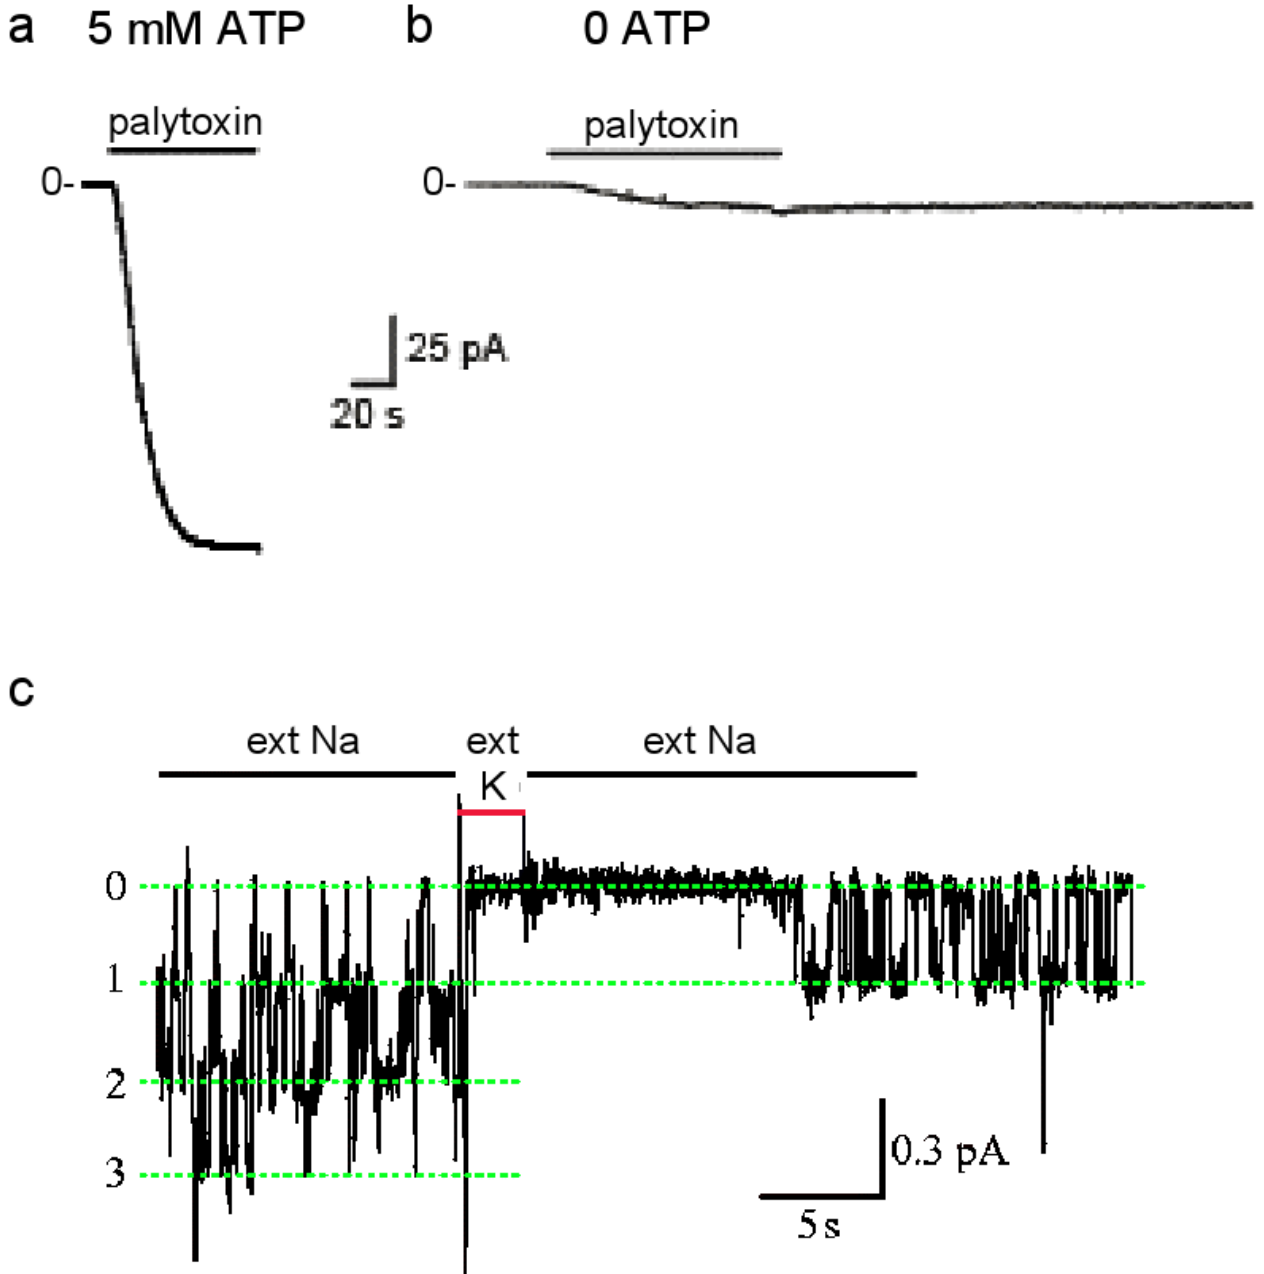 a 5 mM ATP b 0 ATP
palytoxin palytoxin
0- 0-
25 pA
20 s
c
ext Na ext ext Na
K
0
1
2
3
0.3 pA
5 s